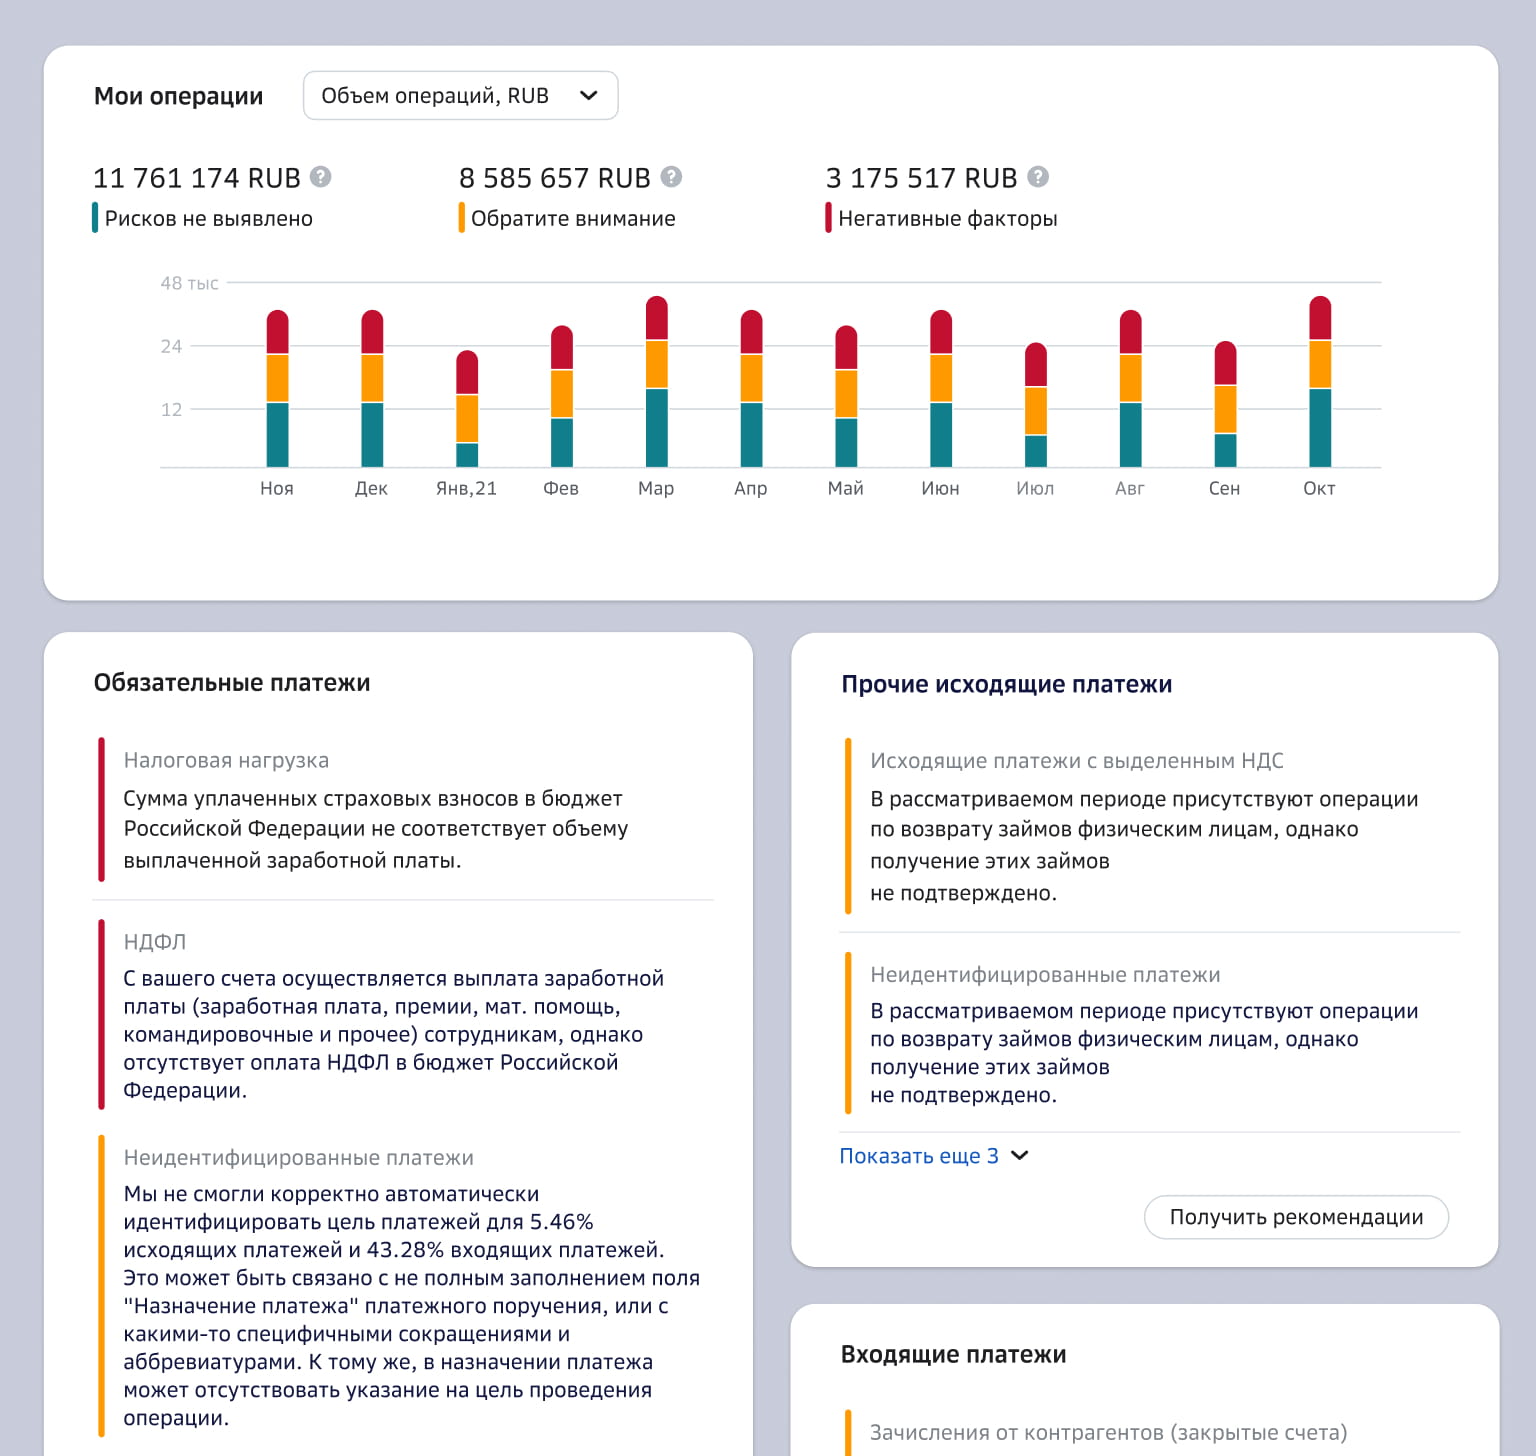 Мои операции
Объем операций, RUB
11 761 174 RUB ?
Рисков не выявлено
8 585 657 RUB ?
Обратите внимание
3 175 517 RUB ?
Негативные факторы
48 тыс
24
12
Ноя Дек Янв,21 Фев Мар Апр Май Июн Июл Авг Сен Окт
Обязательные платежи
Налоговая нагрузка
Сумма уплаченных страховых взносов в бюджет
Российской Федерации не соответствует объему
выплаченной заработной платы.
НДФЛ
С вашего счета осуществляется выплата заработной
платы (заработная плата, премии, мат. помощь,
командировочные и прочее) сотрудникам, однако
отсутствует оплата НДФЛ в бюджет Российской
Федерации.
Неидентифицированные платежи
Мы не смогли корректно автоматически
идентифицировать цель платежей для 5.46%
исходящих платежей и 43.28% входящих платежей.
Это может быть связано с не полным заполнением поля
"Назначение платежа" платежного поручения, или с
какими-то специфичными сокращениями и
аббревиатурами. К тому же, в назначении платежа
может отсутствовать указание на цель проведения
операции.
Прочие исходящие платежи
Исходящие платежи с выделенным НДС
В рассматриваемом периоде присутствуют операции
по возврату займов физическим лицам, однако
получение этих займов
не подтверждено.
Неидентифицированные платежи
В рассматриваемом периоде присутствуют операции
по возврату займов физическим лицам, однако
получение этих займов
не подтверждено.
Показать еще 3
Получить рекомендации
Входящие платежи
Зачисления от контрагентов (закрытые счета)